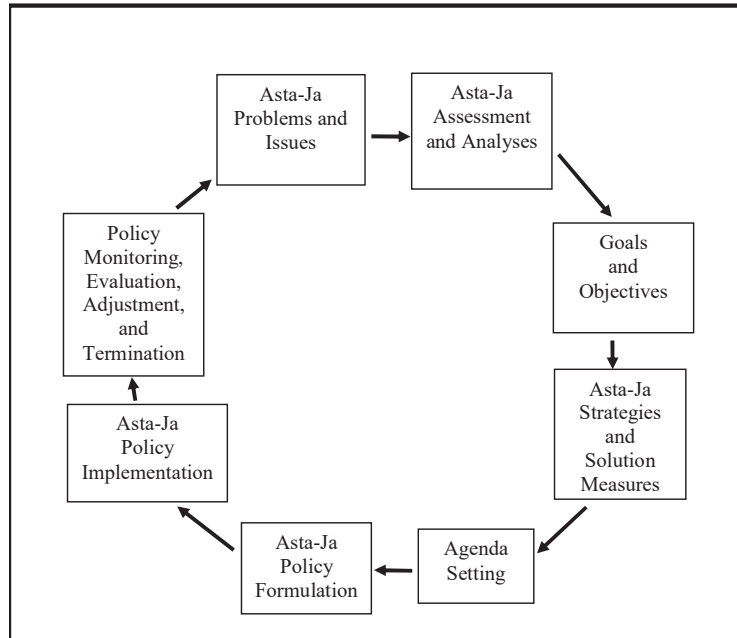 Asta-Ja
Problems and
Issues
Asta-Ja
Assessment
and Analyses
Goals
and
Objectives
Asta-Ja
Strategies
and
Solution
Measures
Agenda
Setting
Asta-Ja
Policy
Formulation
Asta-Ja
Policy
Implementation
Policy
Monitoring,
Evaluation,
Adjustment,
and
Termination